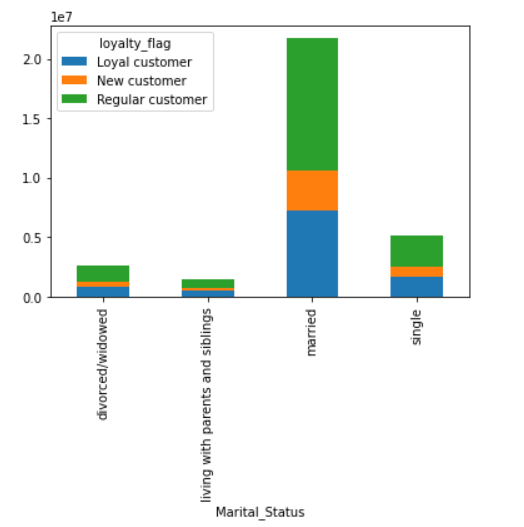 1e7
loyalty_flag
Loyal customer
New customer
Regular customer
2.0
1.5
1.0
0.5
0.0
divorced/widowed
living with parents and siblings
married
single
Marital_Status